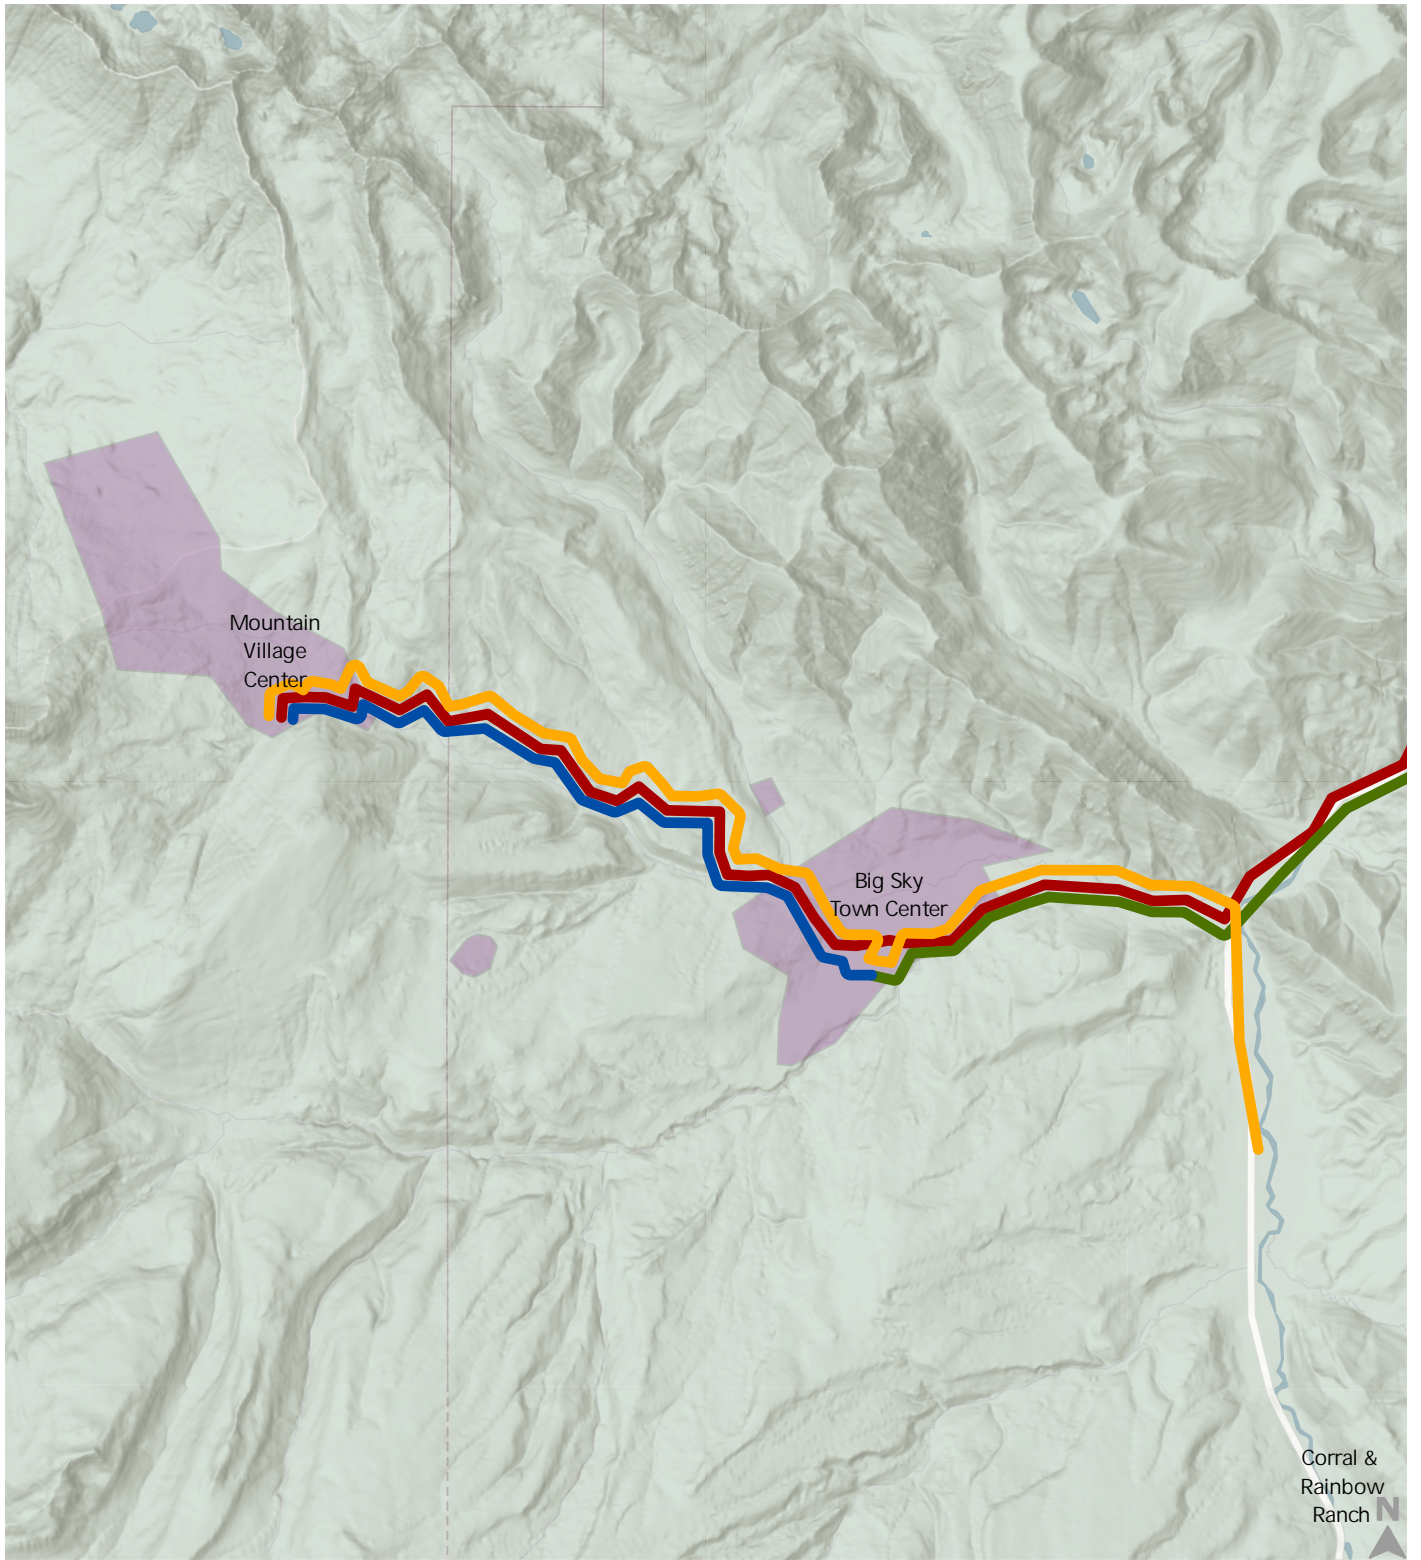 Mountain
Village
Center
Big Sky
Town Center
Corral &
Rainbow
Ranch
N